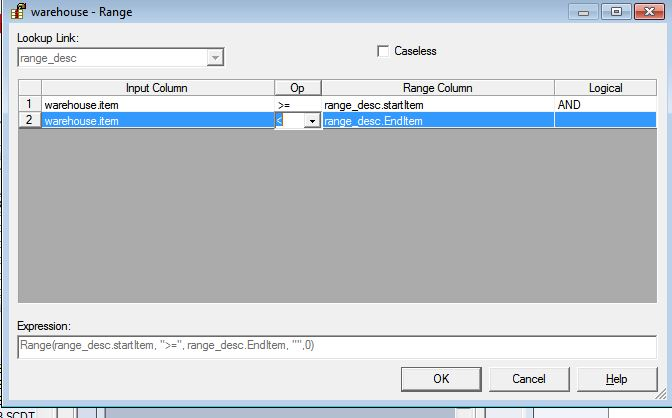 warehouse - Range
Lookup Link:
range_desc
Caseless
Input Column Op Range Column Logical
1 warehouse.item >= range_desc.startItem AND
2 warehouse.item < range_desc.EndItem
Expression:
Range(range_desc.startItem, ">=", range_desc.EndItem, "",0)
OK Cancel Help